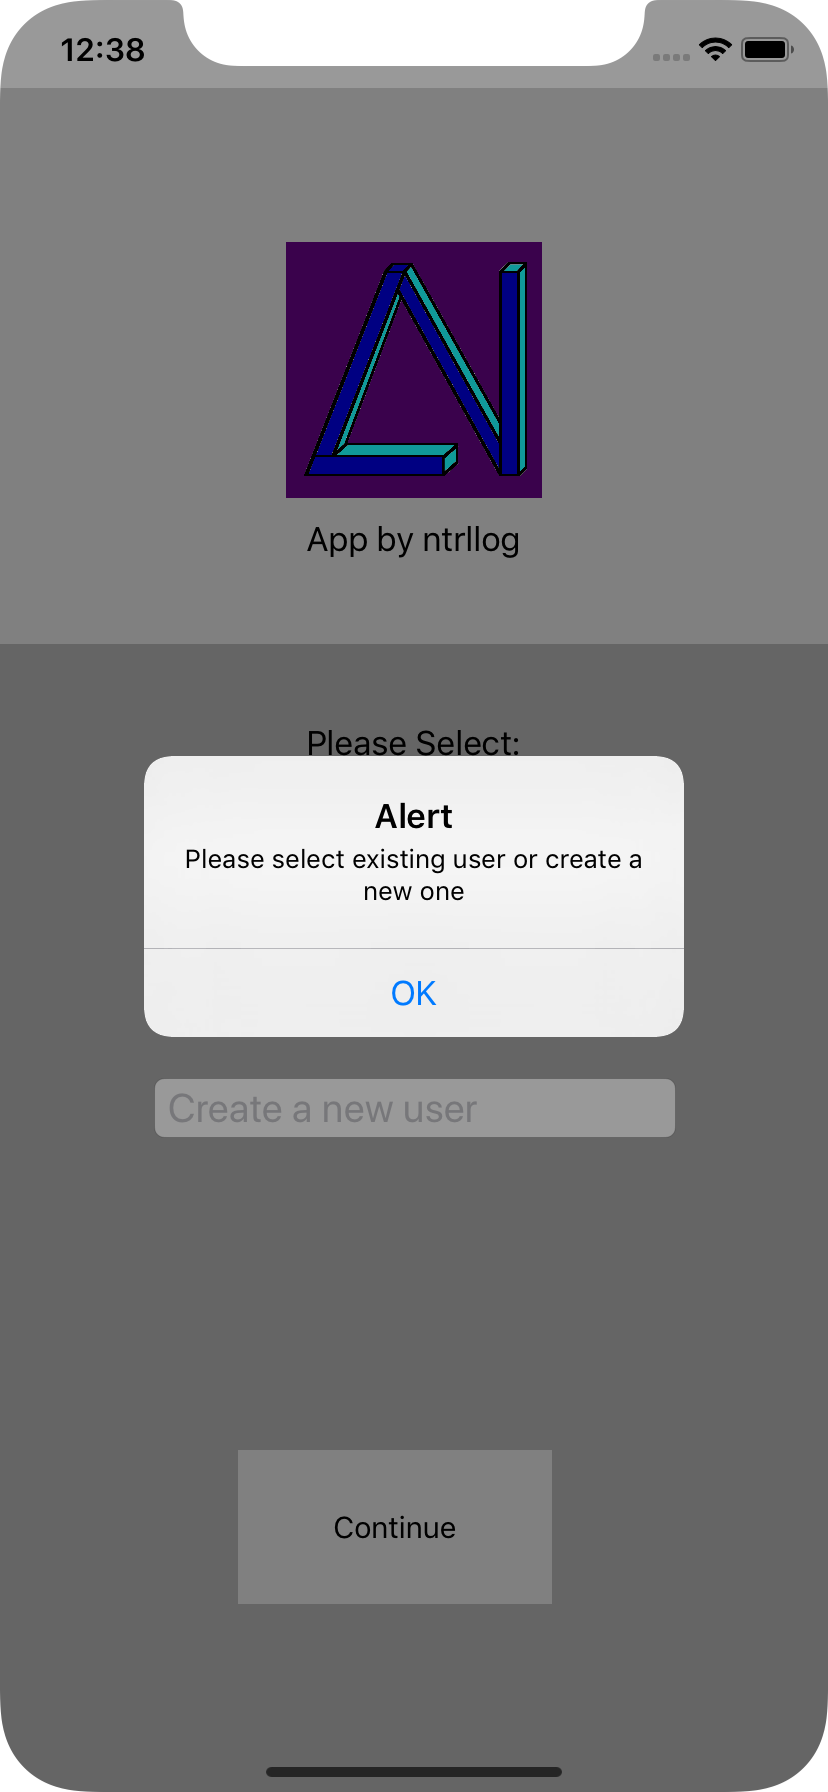 12:38
App by ntrllog
Please Select:
Alert
Please select existing user or create a
new one
OK
Create a new user
Continue